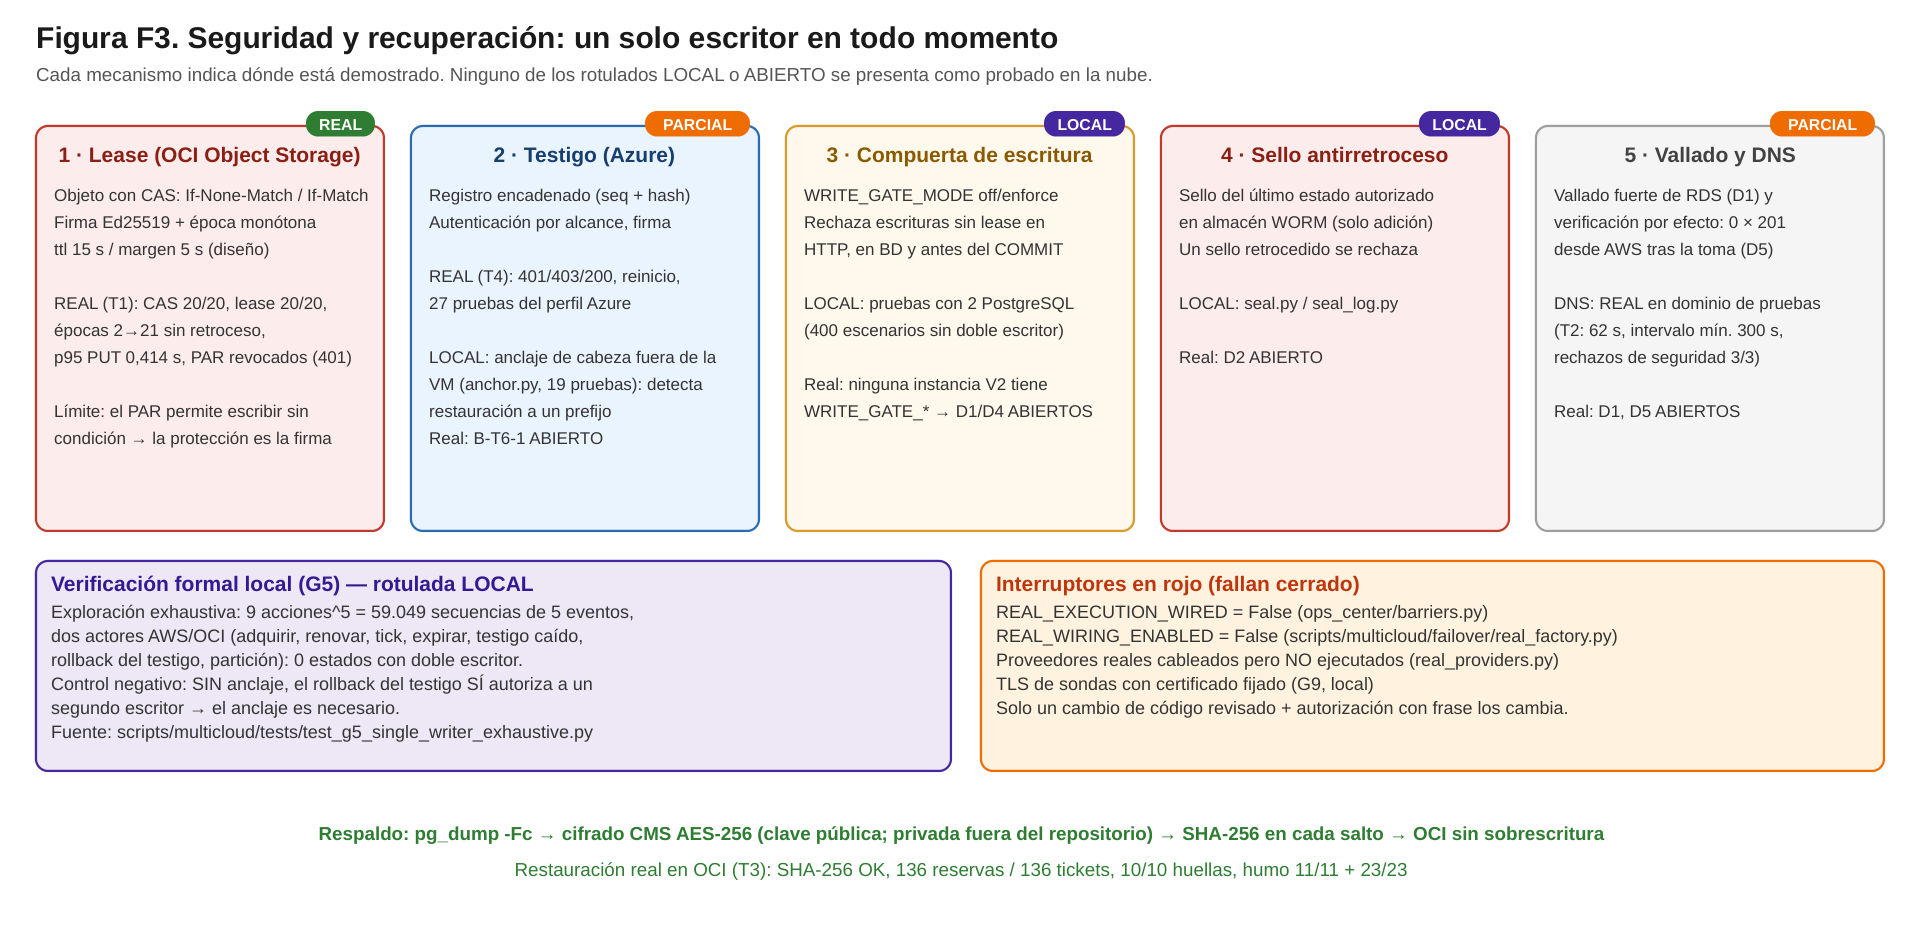 Figura F3. Seguridad y recuperación: un solo escritor en todo momento
Cada mecanismo indica dónde está demostrado. Ninguno de los rotulados LOCAL o ABIERTO se presenta como probado en la nube.
REAL
1 · Lease (OCI Object Storage)
Objeto con CAS: If-None-Match / If-Match
Firma Ed25519 + época monótona
ttl 15 s / margen 5 s (diseño)
REAL (T1): CAS 20/20, lease 20/20,
épocas 2→21 sin retroceso,
p95 PUT 0,414 s, PAR revocados (401)
Límite: el PAR permite escribir sin
condición → la protección es la firma
PARCIAL
2 · Testigo (Azure)
Registro encadenado (seq + hash)
Autenticación por alcance, firma
REAL (T4): 401/403/200, reinicio,
27 pruebas del perfil Azure
LOCAL: anclaje de cabeza fuera de la
VM (anchor.py, 19 pruebas): detecta
restauración a un prefijo
Real: B-T6-1 ABIERTO
LOCAL
3 · Compuerta de escritura
WRITE_GATE_MODE off/enforce
Rechaza escrituras sin lease en
HTTP, en BD y antes del COMMIT
LOCAL: pruebas con 2 PostgreSQL
(400 escenarios sin doble escritor)
Real: ninguna instancia V2 tiene
WRITE_GATE_* → D1/D4 ABIERTOS
LOCAL
4 · Sello antirretroceso
Sello del último estado autorizado
en almacén WORM (solo adición)
Un sello retrocedido se rechaza
LOCAL: seal.py / seal_log.py
Real: D2 ABIERTO
PARCIAL
5 · Vallado y DNS
Vallado fuerte de RDS (D1) y
verificación por efecto: 0 × 201
desde AWS tras la toma (D5)
DNS: REAL en dominio de pruebas
(T2: 62 s, intervalo mín. 300 s,
rechazos de seguridad 3/3)
Real: D1, D5 ABIERTOS
Verificación formal local (G5) — rotulada LOCAL
Exploración exhaustiva: 9 acciones^5 = 59.049 secuencias de 5 eventos,
dos actores AWS/OCI (adquirir, renovar, tick, expirar, testigo caído,
rollback del testigo, partición): 0 estados con doble escritor.
Control negativo: SIN anclaje, el rollback del testigo SÍ autoriza a un
segundo escritor → el anclaje es necesario.
Fuente: scripts/multicloud/tests/test_g5_single_writer_exhaustive.py
Interruptores en rojo (fallan cerrado)
REAL_EXECUTION_WIRED = False (ops_center/barriers.py)
REAL_WIRING_ENABLED = False (scripts/multicloud/failover/real_factory.py)
Proveedores reales cableados pero NO ejecutados (real_providers.py)
TLS de sondas con certificado fijado (G9, local)
Solo un cambio de código revisado + autorización con frase los cambia.
Respaldo: pg_dump -Fc → cifrado CMS AES-256 (clave pública; privada fuera del repositorio) → SHA-256 en cada salto → OCI sin sobrescritura
Restauración real en OCI (T3): SHA-256 OK, 136 reservas / 136 tickets, 10/10 huellas, humo 11/11 + 23/23